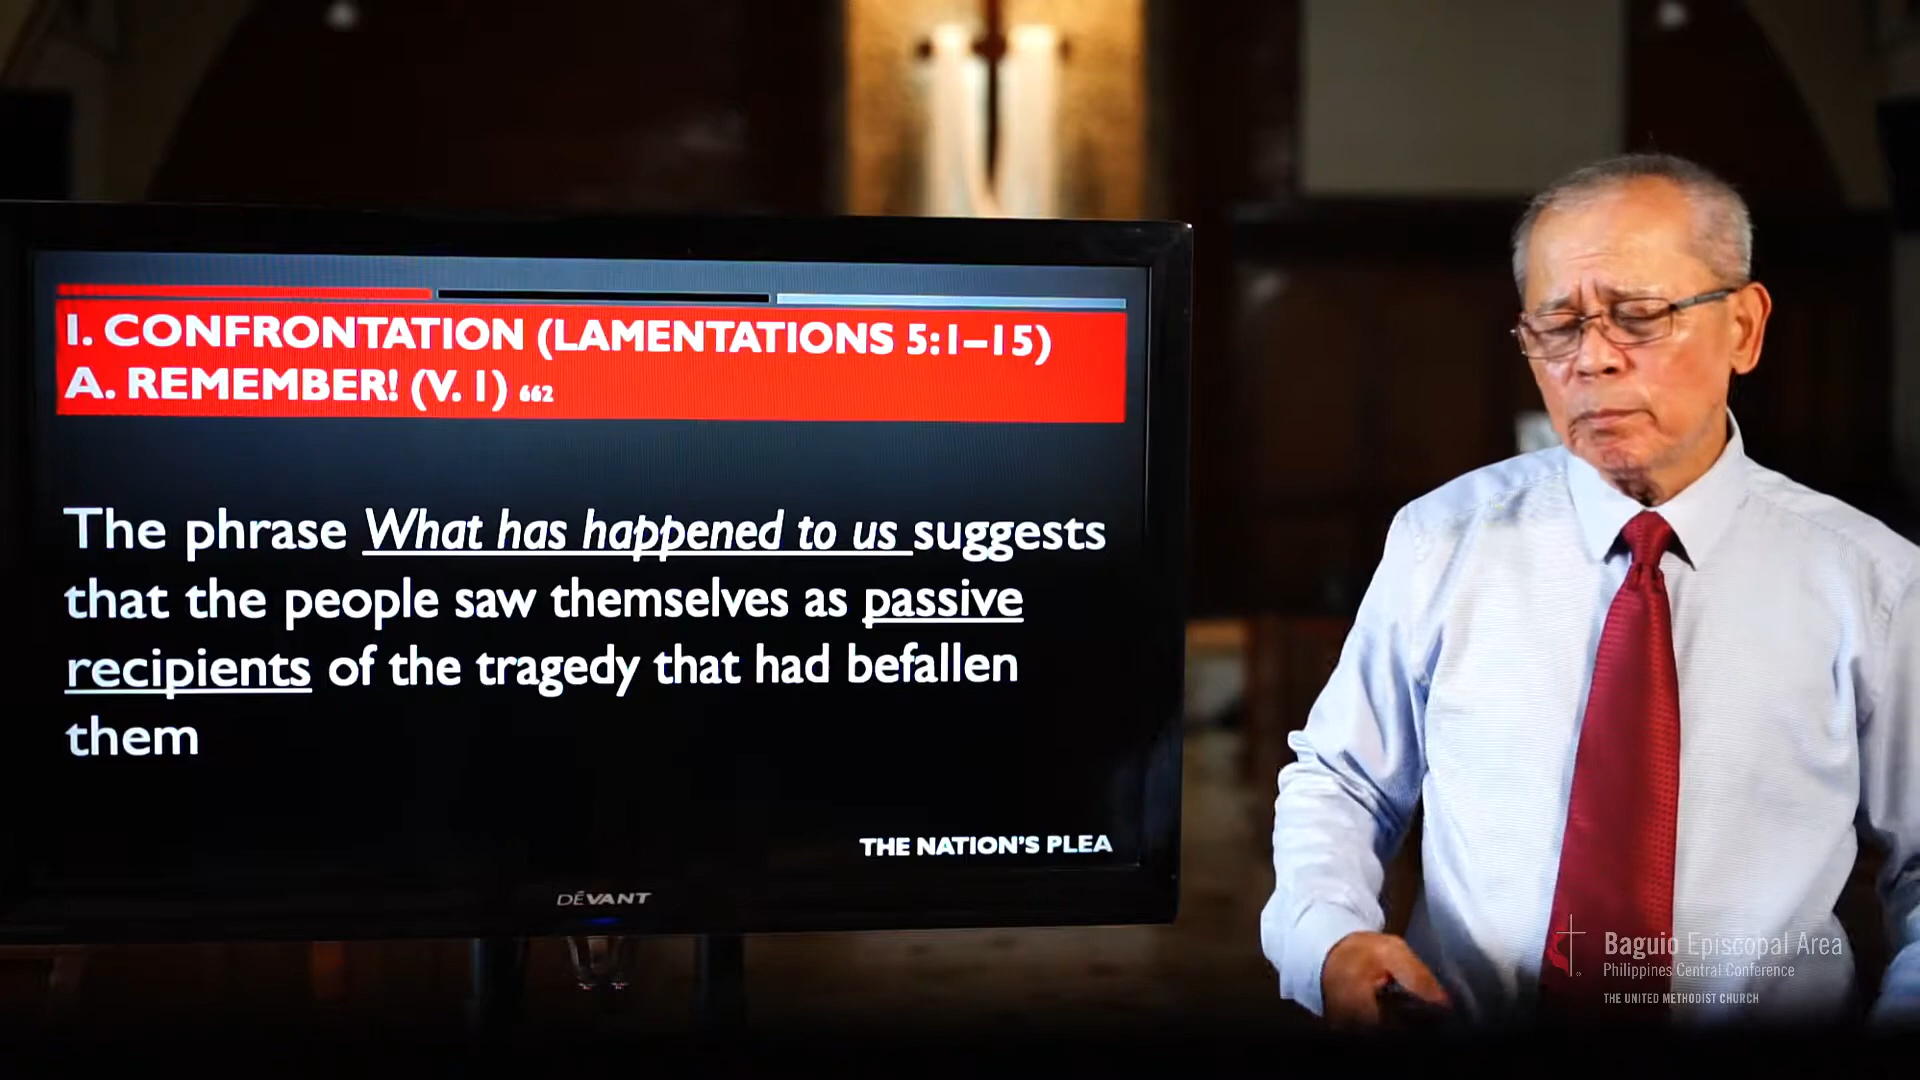 I. CONFRONTATION (LAMENTATIONS 5:1–15)
A. REMEMBER! (V. 1) 662
The phrase What has happened to us suggests
that the people saw themselves as passive
recipients of the tragedy that had befallen
them
THE NATION'S PLEA
DEVANT
Baguio Episcopal Area
Philippines Central Conference
THE UNITED METHODIST CHURCH